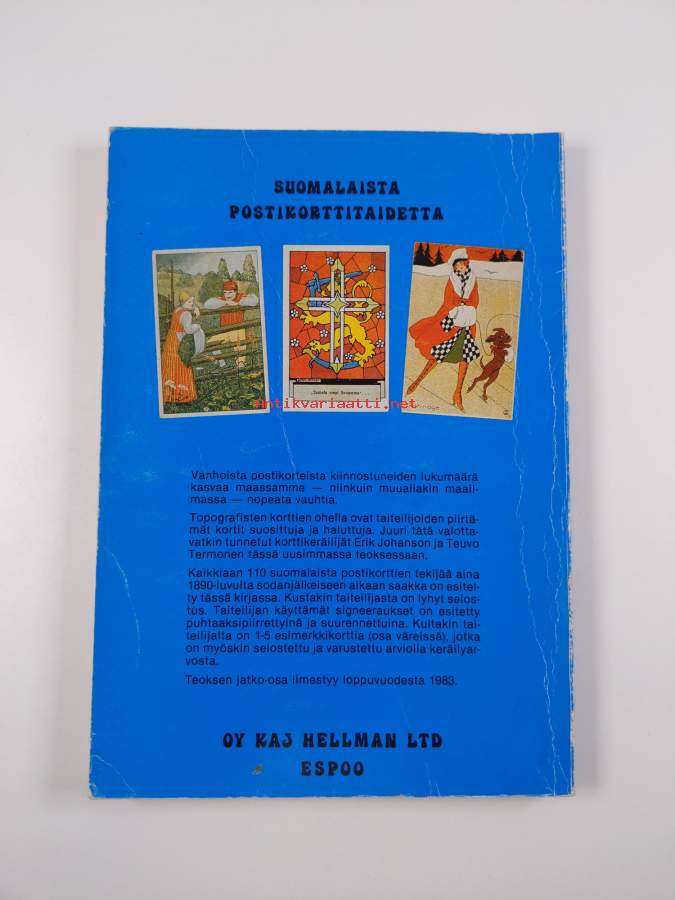 SUOMALAISTA
POSTIKORTTITAIDETTA
antikvariaatti.net
Vanhoista postikorteista kiinnostuneiden lukumäärä
kasvaa maassamme — niinkuin muuallakin maail-
massa — nopeata vauhtia.
Topografisten korttien ohella ovat taiteilijoiden piirtä-
mät kortit suosittuja ja haluttuja. Juuri tätä valotta-
vatkin tunnetut korttikeräilijät Erik Johanson ja Teuvo
Termonen tässä uusimmassa teoksessaan.
Kaikkiaan 110 suomalaista postikorttien tekijää aina
1890-luvulta sodanjälkeiseen aikaan saakka on esitel-
ty tässä kirjassa. Kustakin taiteilijasta on lyhyt selos-
tus. Taiteilijan käyttämät signeeraukset on esitetty
puhtaaksipiirrettyinä ja suurennettuina. Kultakin tai-
teilijalta on 1-5 esimerkkikorttia (osa väreissä), jotka
on myöskin selostettu ja varustettu arviolla keräilyar-
vosta.
Teoksen jatko-osa ilmestyy loppuvuodesta 1983.
OY KAJ HELLMAN LTD
ESPOO